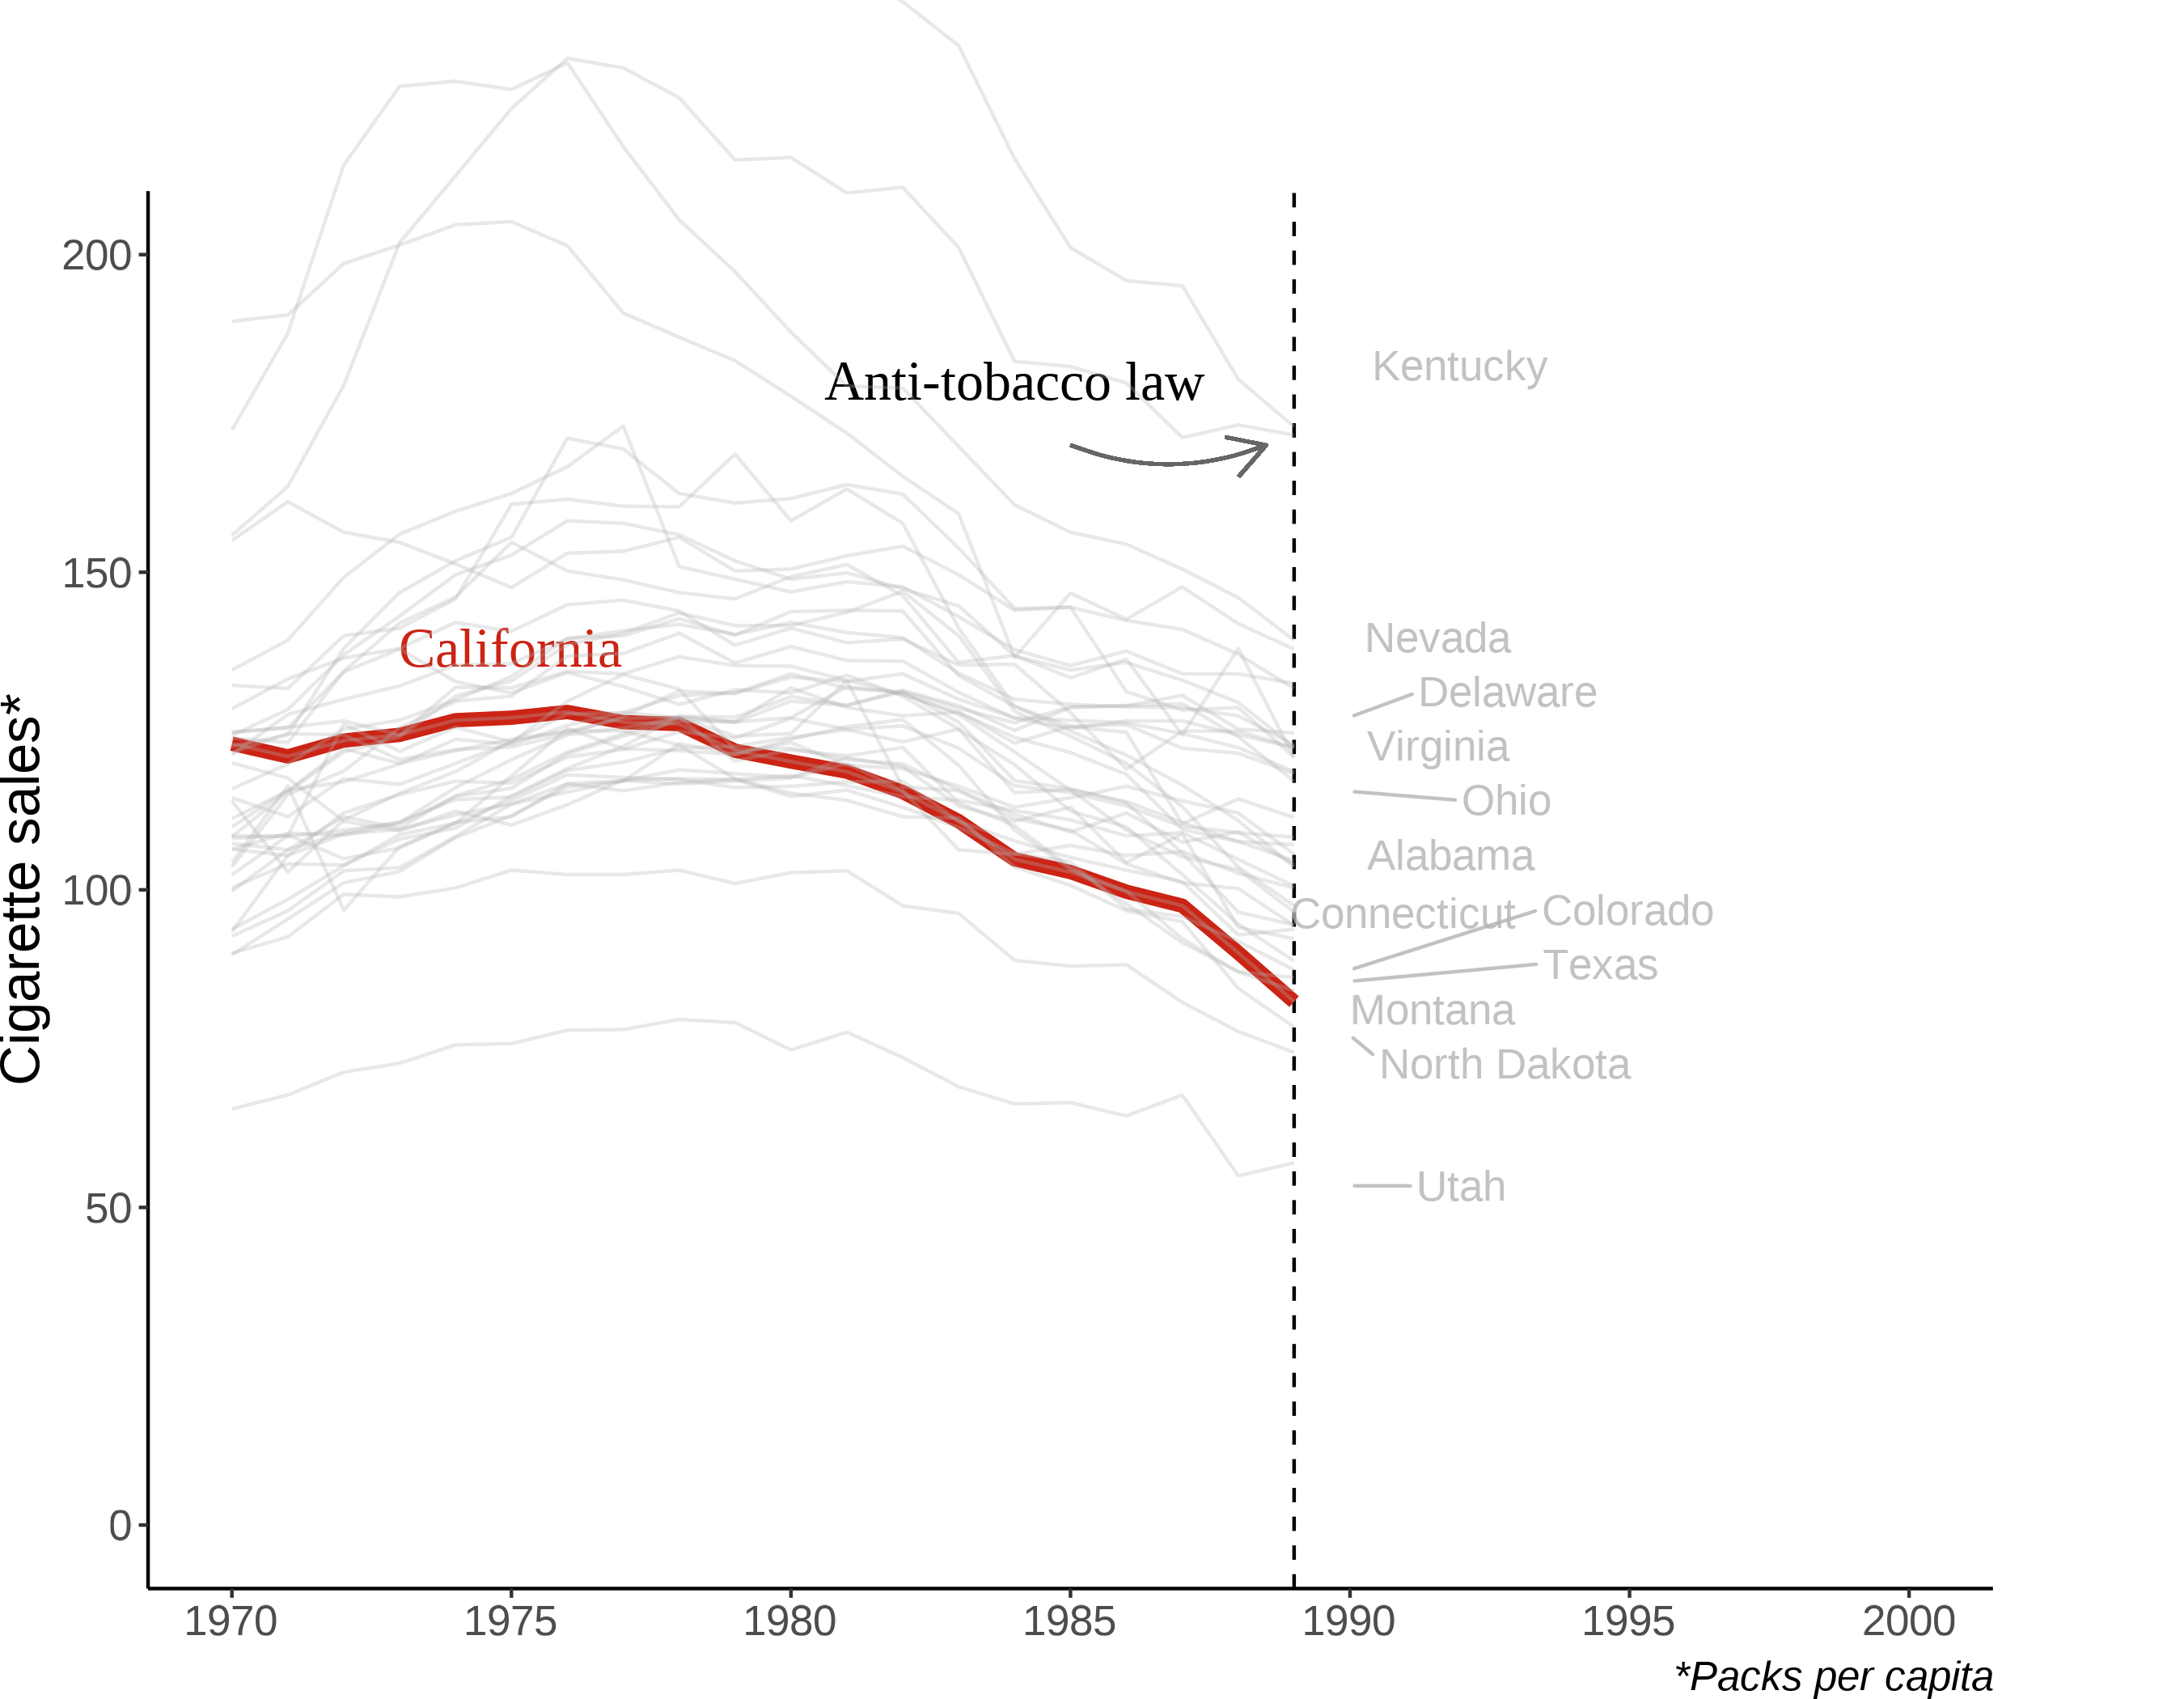 200
150
100
50
0
Cigarette sales*
Anti-tobacco law
California
Kentucky
Nevada
Delaware
Virginia
Ohio
Alabama
Connecticut
Colorado
Texas
Montana
North Dakota
Utah
1970 1975 1980 1985 1990 1995 2000
*Packs per capita